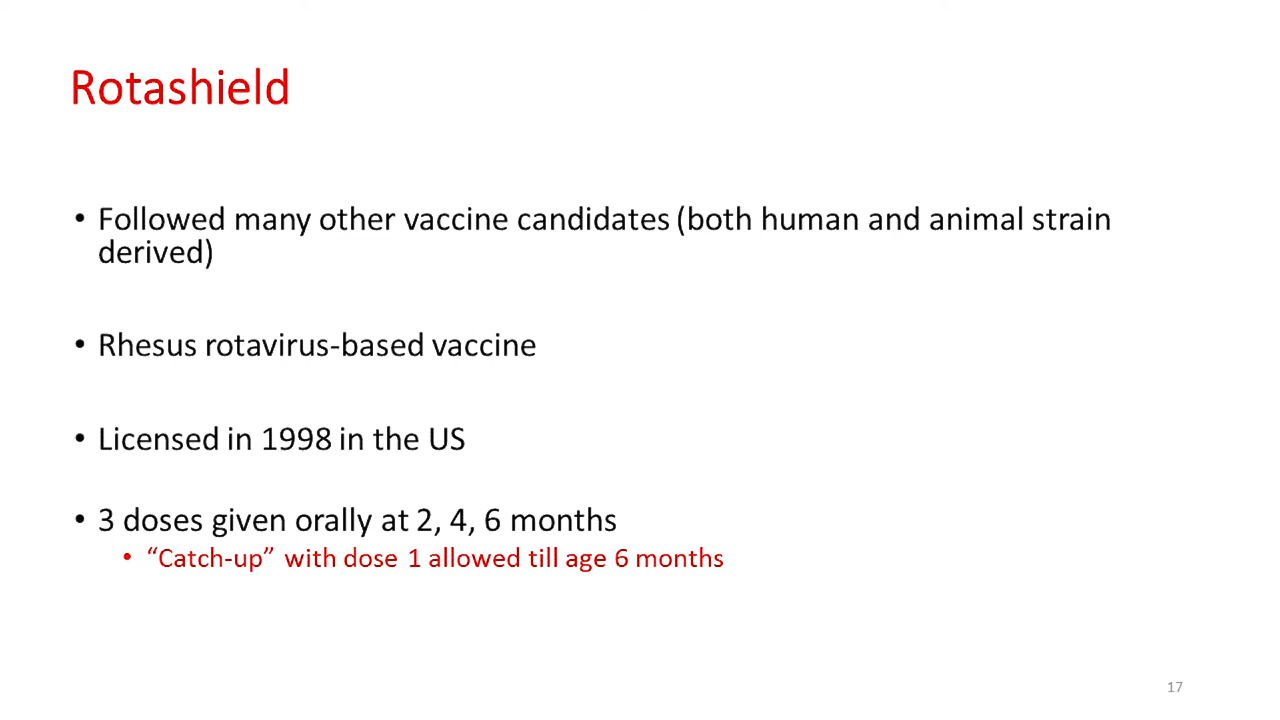 Rotashield
• Followed many other vaccine candidates (both human and animal strain
derived)
• Rhesus rotavirus-based vaccine
• Licensed in 1998 in the US
• 3 doses given orally at 2, 4, 6 months
• “Catch-up” with dose 1 allowed till age 6 months
17